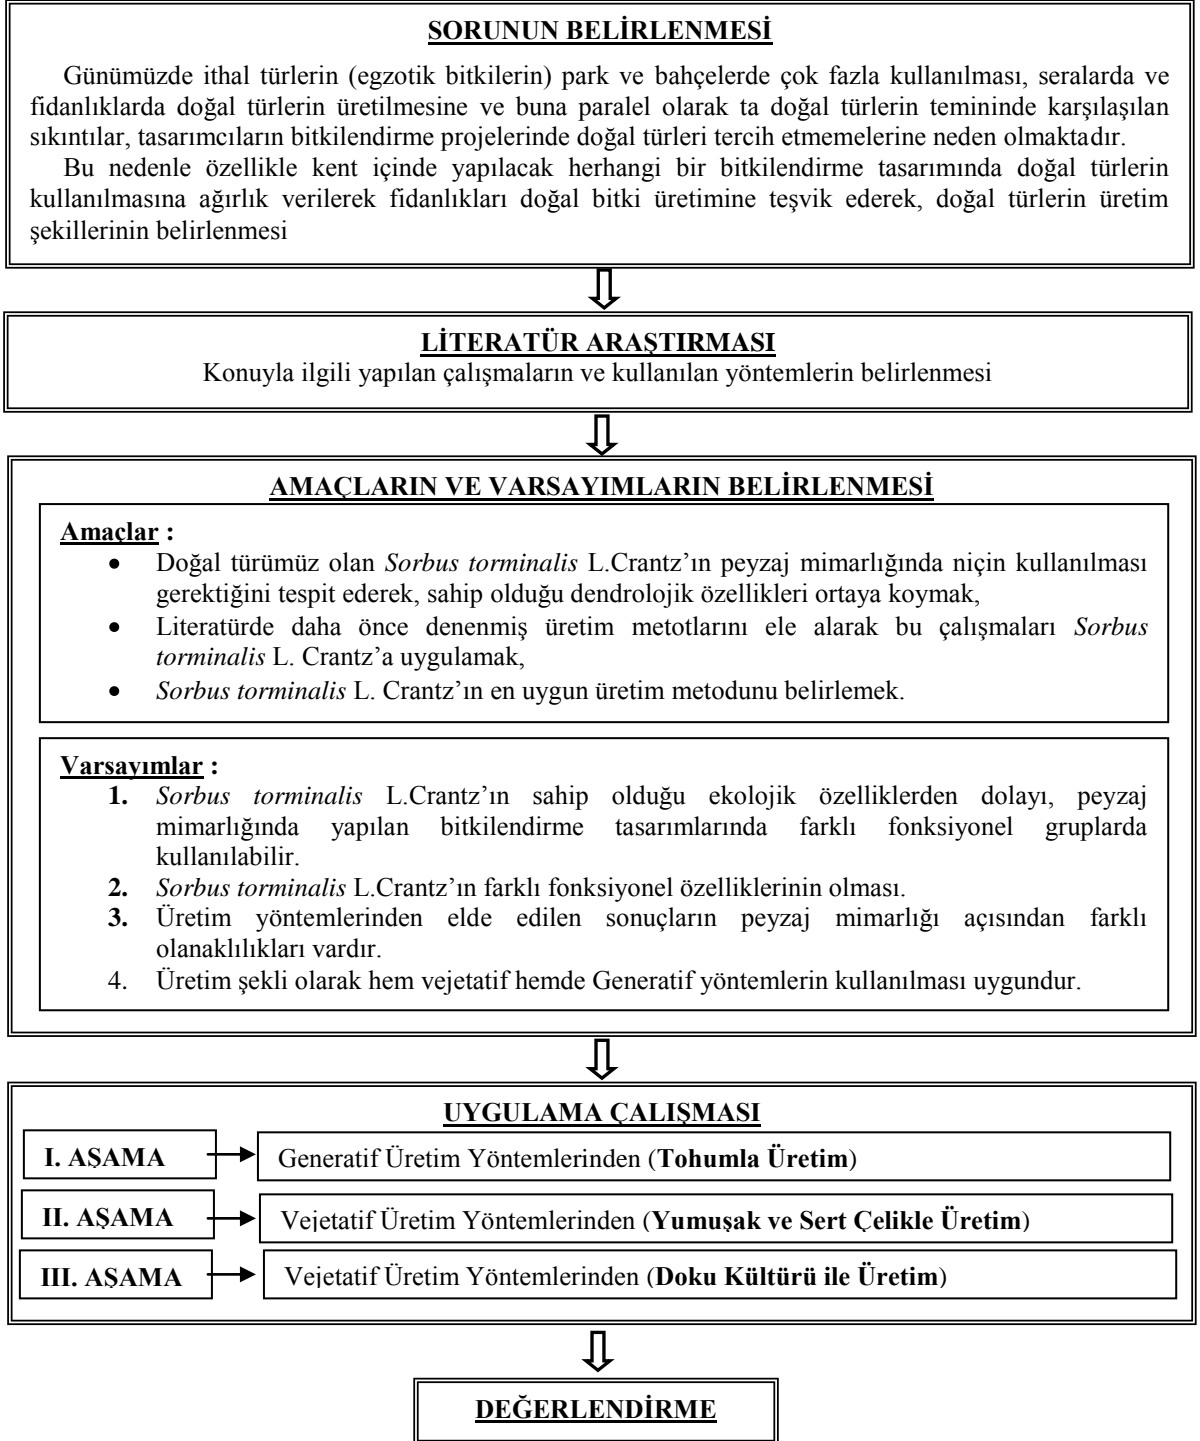 SORUNUN BELİRLENMESİ
Günümüzde ithal türlerin (egzotik bitkilerin) park ve bahçelerde çok fazla kullanılması, seralarda ve
fidanlıklarda doğal türlerin üretilmesine ve buna paralel olarak ta doğal türlerin temininde karşılaşılan
sıkıntılar, tasarımcıların bitkilendirme projelerinde doğal türleri tercih etmemelerine neden olmaktadır.
Bu nedenle özellikle kent içinde yapılacak herhangi bir bitkilendirme tasarımında doğal türlerin
kullanılmasına ağırlık verilerek fidanlıkları doğal bitki üretimine teşvik ederek, doğal türlerin üretim
şekillerinin belirlenmesi
LİTERATÜR ARAŞTIRMASI
Konuyla ilgili yapılan çalışmaların ve kullanılan yöntemlerin belirlenmesi
AMAÇLARIN VE VARSAYIMLARIN BELİRLENMESİ
Amaçlar :
• Doğal türümüz olan Sorbus torminalis L.Crantz’ın peyzaj mimarlığında niçin kullanılması
gerektiğini tespit ederek, sahip olduğu dendrolojik özellikleri ortaya koymak,
• Literatürde daha önce denenmiş üretim metotlarını ele alarak bu çalışmaları Sorbus
torminalis L. Crantz’a uygulamak,
• Sorbus torminalis L. Crantz’ın en uygun üretim metodunu belirlemek.
Varsayımlar :
1. Sorbus torminalis L.Crantz’ın sahip olduğu ekolojik özelliklerden dolayı, peyzaj
mimarlığında yapılan bitkilendirme tasarımlarında farklı fonksiyonel gruplarda
kullanılabilir.
2. Sorbus torminalis L.Crantz’ın farklı fonksiyonel özelliklerinin olması.
3. Üretim yöntemlerinden elde edilen sonuçların peyzaj mimarlığı açısından farklı
olanaklılıkları vardır.
4. Üretim şekli olarak hem vejetatif hemde Generatif yöntemlerin kullanılması uygundur.
UYGULAMA ÇALIŞMASI
I. AŞAMA Generatif Üretim Yöntemlerinden (Tohumla Üretim)
II. AŞAMA Vejetatif Üretim Yöntemlerinden (Yumuşak ve Sert Çelikle Üretim)
III. AŞAMA Vejetatif Üretim Yöntemlerinden (Doku Kültürü ile Üretim)
DEĞERLENDİRME